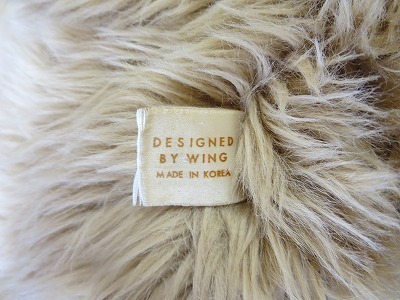 DESIGNED
BY WING
MADE IN KOREA